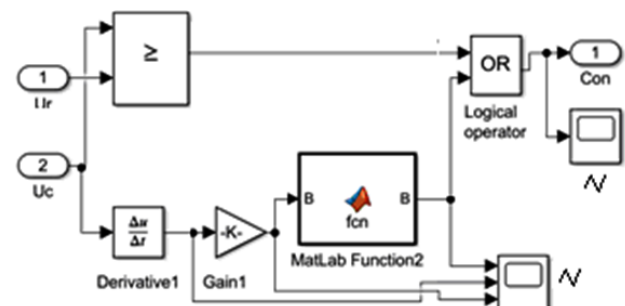 ≥
1
Ur
2
Uc
OR
Logical
operator
1
Con
Δu
Δt
Derivative1
-K-
Gain1
B
fcn
B
MatLab Function2